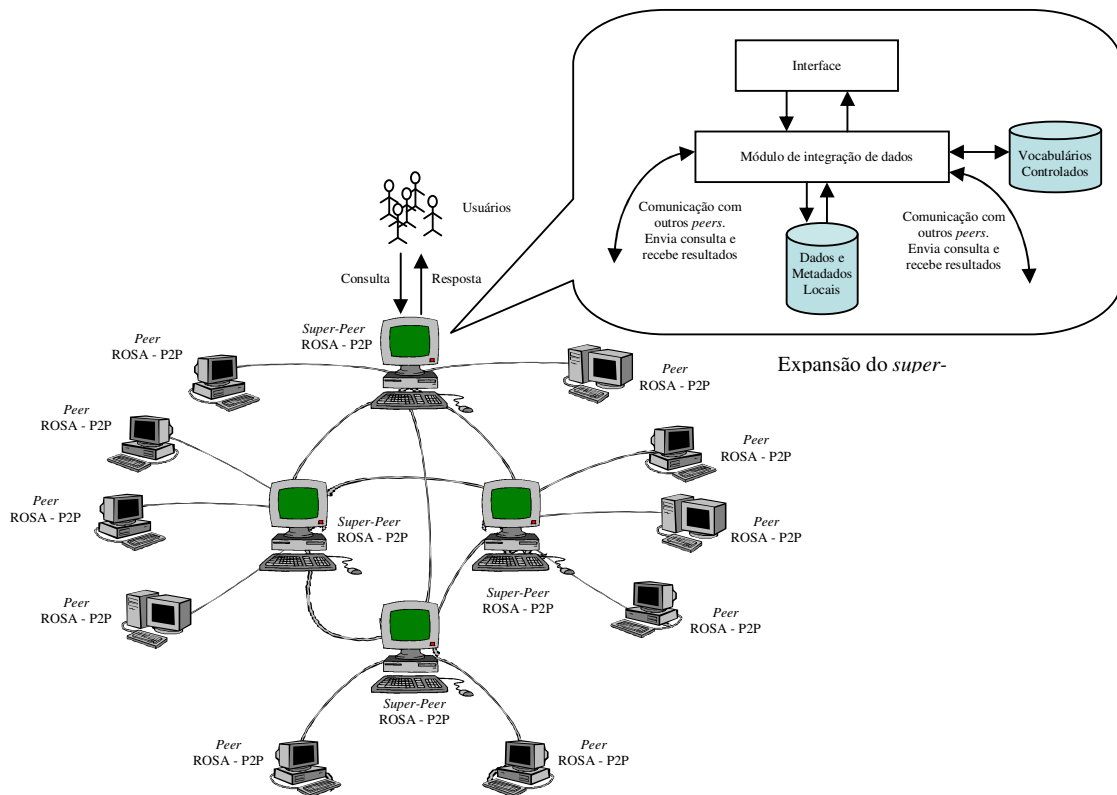 Interface
Módulo de integração de dados
Vocabulários
Controlados
Comunicação com
outros peers.
Envia consulta e
recebe resultados
Dados e
Metadados
Locais
Comunicação com
outros peers.
Envia consulta e
recebe resultados
Expansão do super-
Usuários
Consulta
Resposta
Super-Peer
ROSA - P2P
Peer
ROSA - P2P
Peer
ROSA - P2P
Peer
ROSA - P2P
Peer
ROSA - P2P
Peer
ROSA - P2P
Super-Peer
ROSA - P2P
Peer
ROSA - P2P
Peer
ROSA - P2P
Super-Peer
ROSA - P2P
Peer
ROSA - P2P
Super-Peer
ROSA - P2P
Peer
ROSA - P2P
Peer
ROSA - P2P